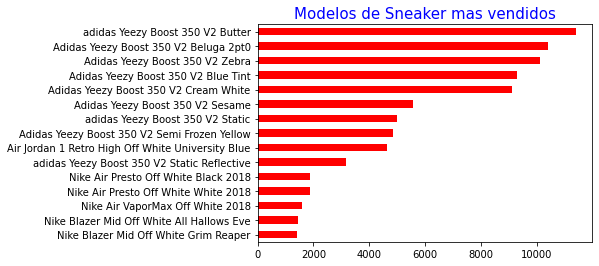 Modelos de Sneaker mas vendidos
adidas Yeezy Boost 350 V2 Butter
Adidas Yeezy Boost 350 V2 Beluga 2pt0
Adidas Yeezy Boost 350 V2 Zebra
Adidas Yeezy Boost 350 V2 Blue Tint
Adidas Yeezy Boost 350 V2 Cream White
Adidas Yeezy Boost 350 V2 Sesame
adidas Yeezy Boost 350 V2 Static
Adidas Yeezy Boost 350 V2 Semi Frozen Yellow
Air Jordan 1 Retro High Off White University Blue
adidas Yeezy Boost 350 V2 Static Reflective
Nike Air Presto Off White Black 2018
Nike Air Presto Off White White 2018
Nike Air VaporMax Off White 2018
Nike Blazer Mid Off White All Hallows Eve
Nike Blazer Mid Off White Grim Reaper
0 2000 4000 6000 8000 10000